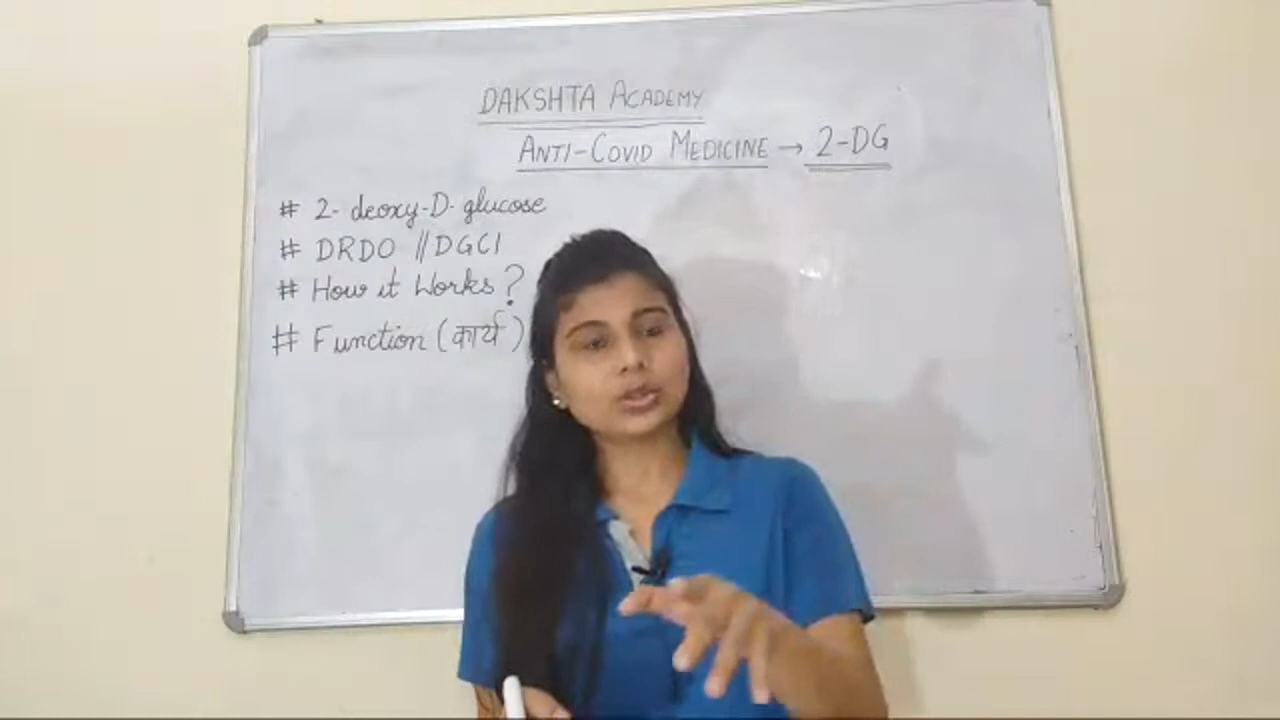 DAKSHTA ACADEMY
ANTI-COVID MEDICINE → 2-DG
# 2- deoxy-D-glucose
# DRDO // DGCI
# How it Works?
# Function (कार्य)